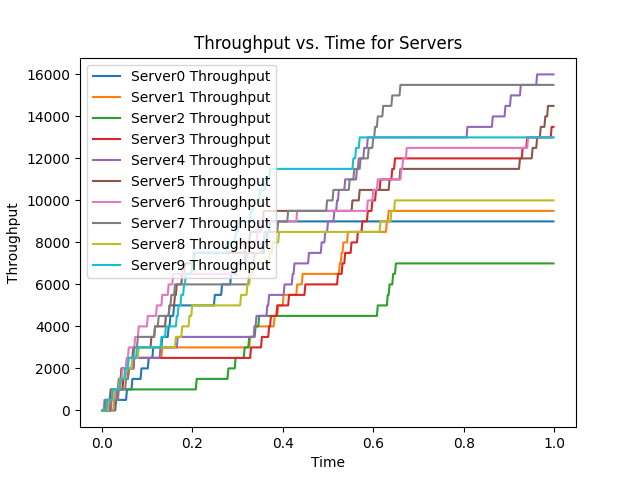 Throughput vs. Time for Servers
Throughput
16000
14000
12000
10000
8000
6000
4000
2000
0
Server0 Throughput
Server1 Throughput
Server2 Throughput
Server3 Throughput
Server4 Throughput
Server5 Throughput
Server6 Throughput
Server7 Throughput
Server8 Throughput
Server9 Throughput
0.0 0.2 0.4 0.6 0.8 1.0
Time